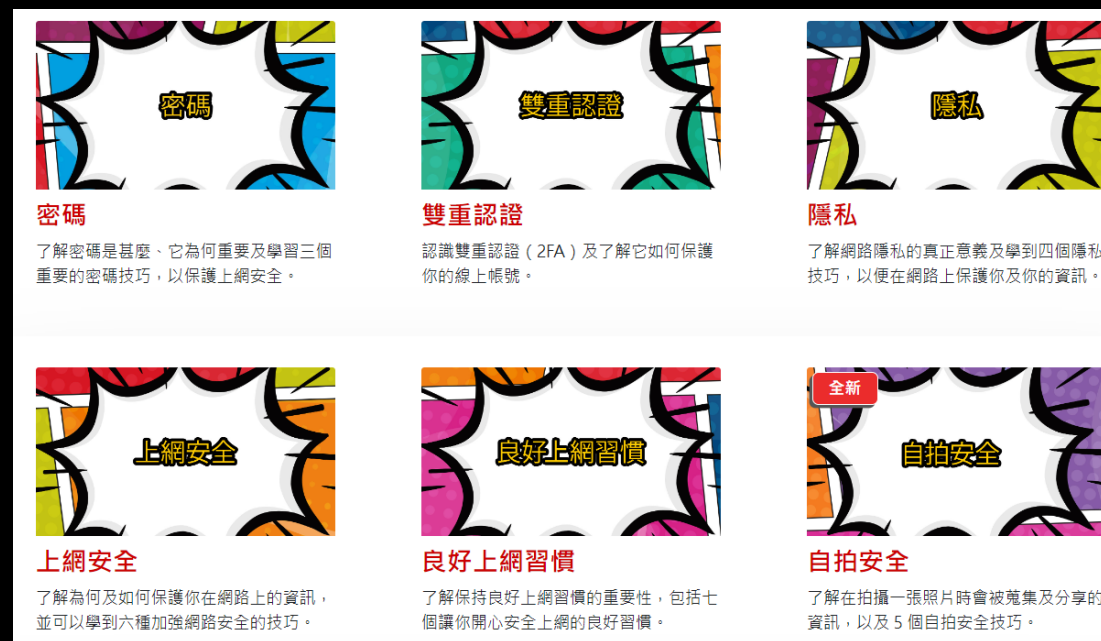 密碼
雙重認證
隱私
密碼
了解密碼是甚麼、它為何重要及學習三個
重要的密碼技巧，以保護上網安全。
雙重認證
認識雙重認證（2FA）及了解它如何保護
你的線上帳號。
隱私
了解網路隱私的真正意義及學到四個隱私
技巧，以便在網路上保護你及你的資訊。
上網安全
良好上網習慣
全新
自拍安全
上網安全
了解為何及如何保護你在網路上的資訊，
並可以學到六種加強網路安全的技巧。
良好上網習慣
了解保持良好上網習慣的重要性，包括七
個讓你開心安全上網的良好習慣。
自拍安全
了解在拍攝一張照片時會被蒐集及分享的
資訊，以及 5 個自拍安全技巧。